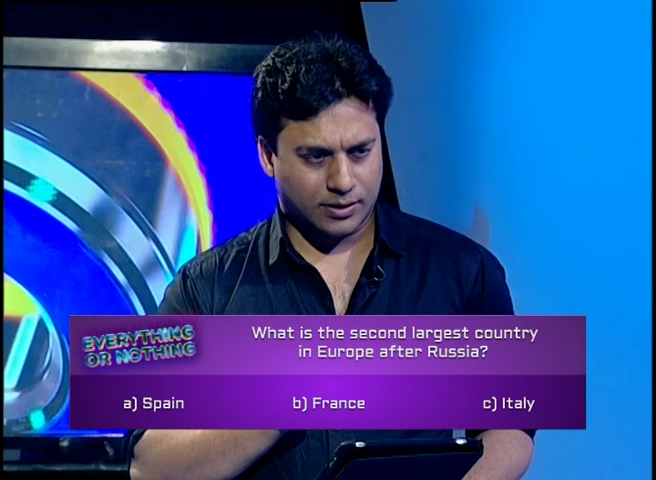 EVERYTHING
OR NOTHING
What is the second largest country
in Europe after Russia?
a) Spain
b) France
c) Italy